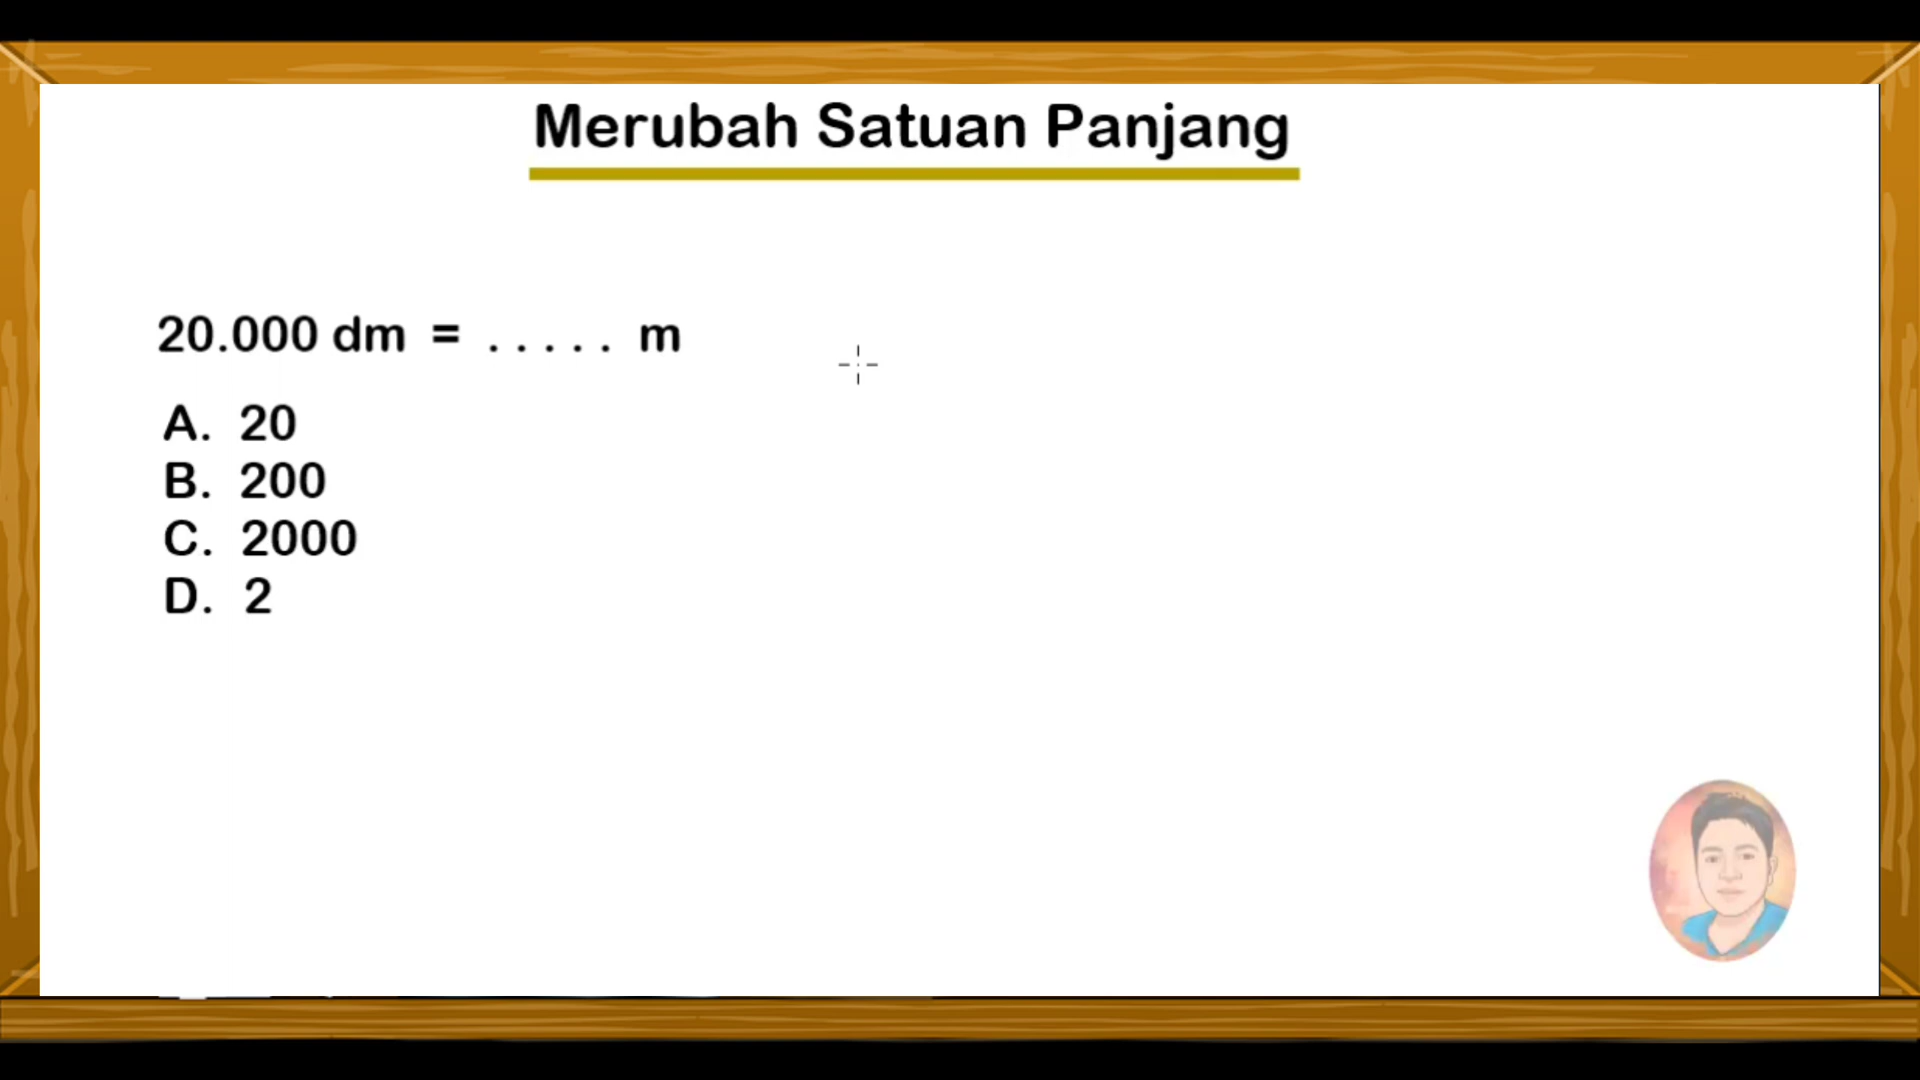 Merubah Satuan Panjang
20.000 dm = . . . . . m
A. 20
B. 200
C. 2000
D. 2